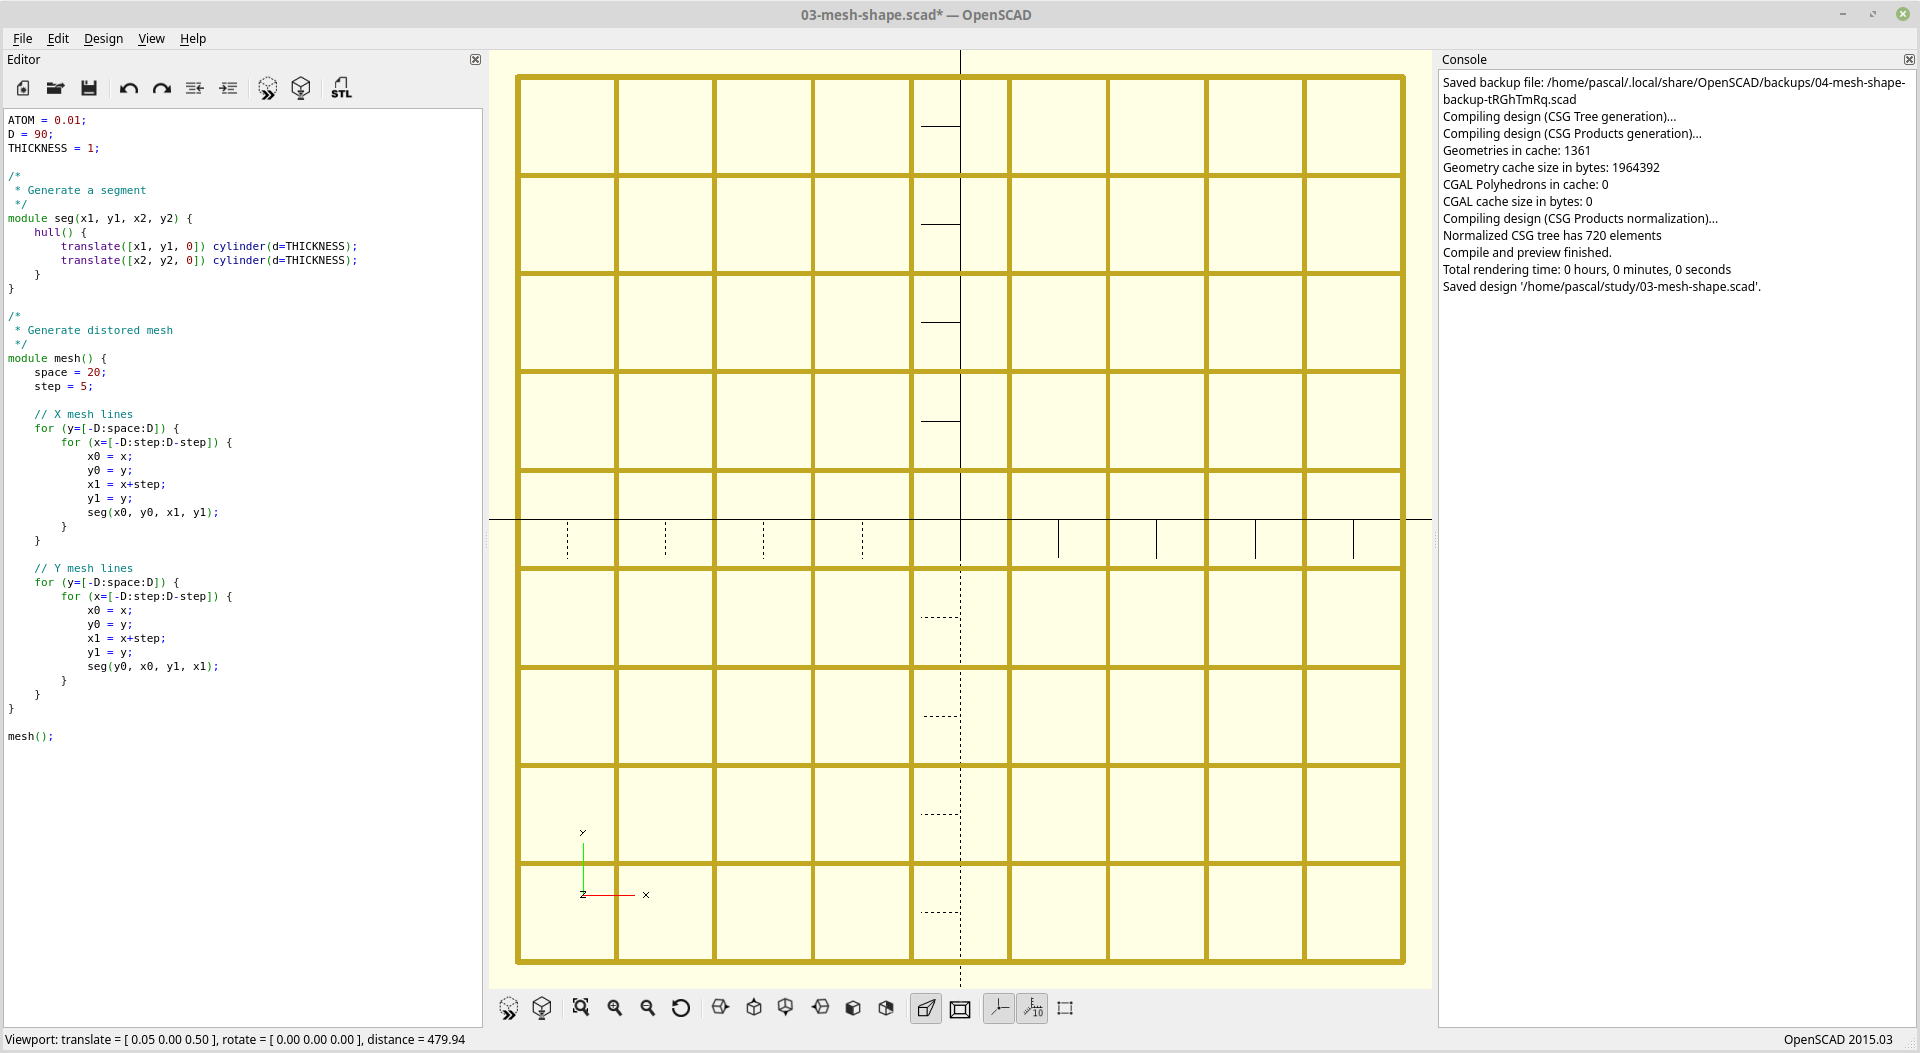 03-mesh-shape.scad* — OpenSCAD
File Edit Design View Help
Editor
STL
ATOM = 0.01;
D = 90;
THICKNESS = 1;
/*
 * Generate a segment
 */
module seg(x1, y1, x2, y2) {
    hull() {
        translate([x1, y1, 0]) cylinder(d=THICKNESS);
        translate([x2, y2, 0]) cylinder(d=THICKNESS);
    }
}
/*
 * Generate distored mesh
 */
module mesh() {
    space = 20;
    step = 5;
    // X mesh lines
    for (y=[-D:space:D]) {
        for (x=[-D:step:D-step]) {
            x0 = x;
            y0 = y;
            x1 = x+step;
            y1 = y;
            seg(x0, y0, x1, y1);
        }
    }
    // Y mesh lines
    for (y=[-D:space:D]) {
        for (x=[-D:step:D-step]) {
            x0 = x;
            y0 = y;
            x1 = x+step;
            y1 = y;
            seg(y0, x0, y1, x1);
        }
    }
}
mesh();
Y
Z X
10
Console
Saved backup file: /home/pascal/.local/share/OpenSCAD/backups/04-mesh-shape-
backup-tRGhTmRq.scad
Compiling design (CSG Tree generation)...
Compiling design (CSG Products generation)...
Geometries in cache: 1361
Geometry cache size in bytes: 1964392
CGAL Polyhedrons in cache: 0
CGAL cache size in bytes: 0
Compiling design (CSG Products normalization)...
Normalized CSG tree has 720 elements
Compile and preview finished.
Total rendering time: 0 hours, 0 minutes, 0 seconds
Saved design '/home/pascal/study/03-mesh-shape.scad'.
Viewport: translate = [ 0.05 0.00 0.50 ], rotate = [ 0.00 0.00 0.00 ], distance = 479.94
OpenSCAD 2015.03